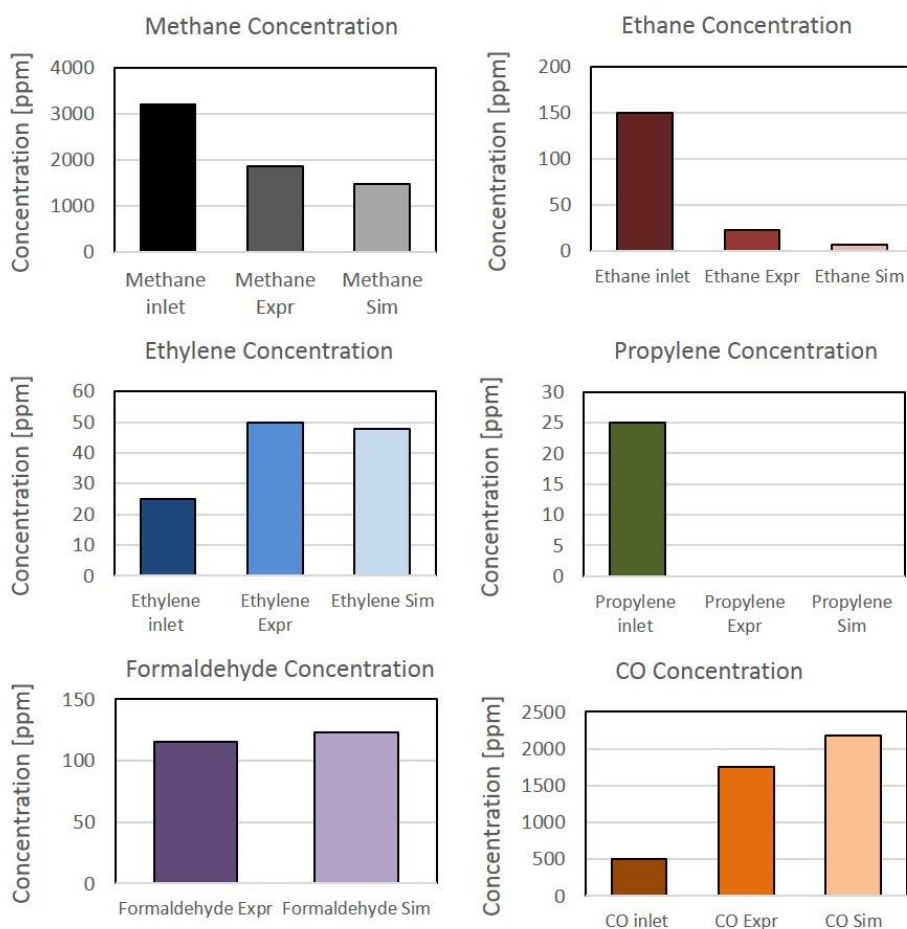 Methane Concentration
Concentration [ppm]
4000
3000
2000
1000
0
Methane inlet
Methane Expr
Methane Sim
Ethane Concentration
Concentration [ppm]
200
150
100
50
0
Ethane inlet
Ethane Expr
Ethane Sim
Ethylene Concentration
Concentration [ppm]
60
50
40
30
20
10
0
Ethylene inlet
Ethylene Expr
Ethylene Sim
Propylene Concentration
Concentration [ppm]
30
25
20
15
10
5
0
Propylene inlet
Propylene Expr
Propylene Sim
Formaldehyde Concentration
Concentration [ppm]
150
100
50
0
Formaldehyde Expr
Formaldehyde Sim
CO Concentration
Concentration [ppm]
2500
2000
1500
1000
500
0
CO inlet
CO Expr
CO Sim